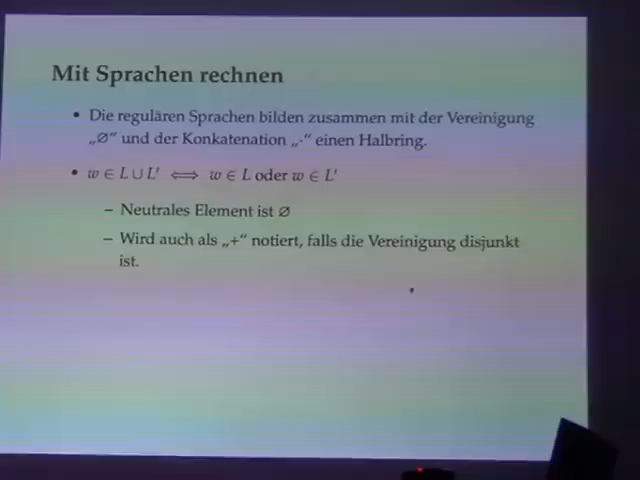 Mit Sprachen rechnen
• Die regulären Sprachen bilden zusammen mit der Vereinigung
„∅“ und der Konkatenation „·“ einen Halbring.
• w ∈ L ∪ L′ ⟺ w ∈ L oder w ∈ L′
– Neutrales Element ist ∅
– Wird auch als „+“ notiert, falls die Vereinigung disjunkt
ist.